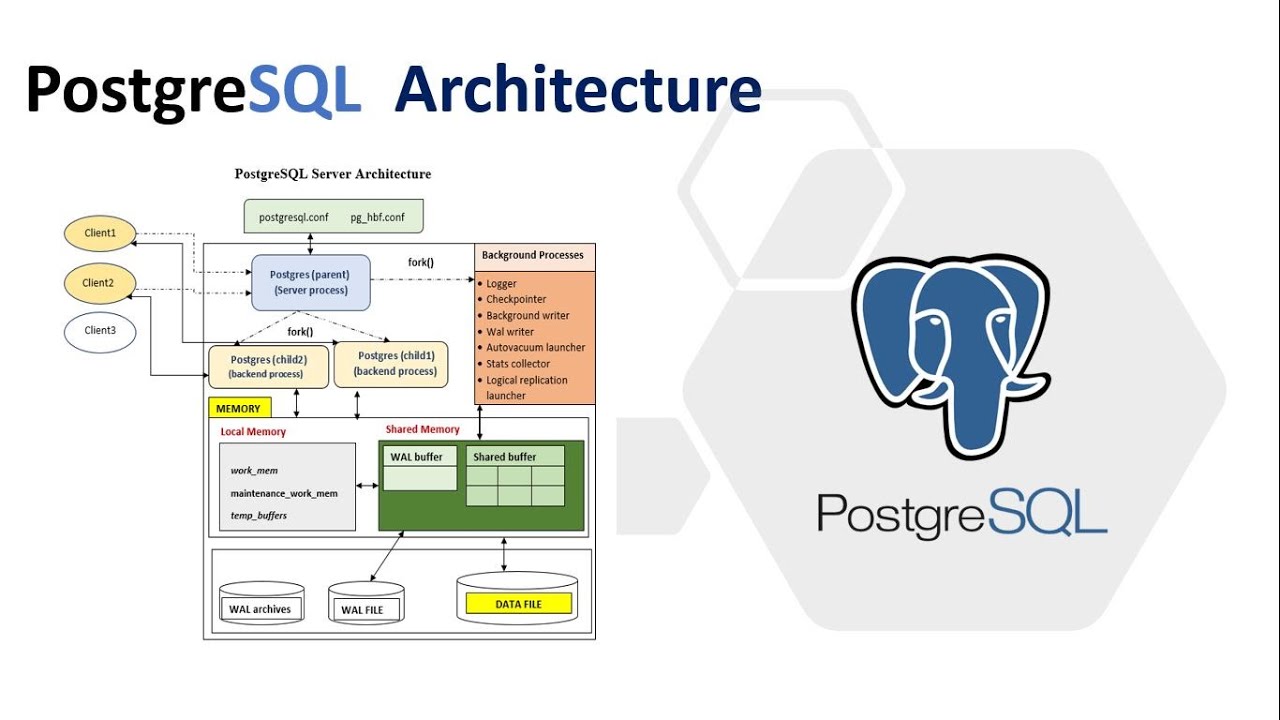 PostgreSQL Architecture
PostgreSQL Server Architecture
postgresql.conf pg_hbf.conf
Client1
Client2
Client3
Postgres (parent)
(Server process)
fork()
fork()
Postgres (child2)
(backend process)
Postgres (child1)
(backend process)
Background Processes
• Logger
• Checkpointer
• Background writer
• Wal writer
• Autovacuum launcher
• Stats collector
• Logical replication
launcher
MEMORY
Local Memory
work_mem
maintenance_work_mem
temp_buffers
Shared Memory
WAL buffer
Shared buffer
WAL archives
WAL FILE
DATA FILE
PostgreSQL